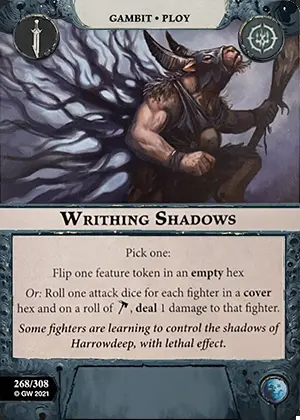 GAMBIT • PLOY
WRITHING SHADOWS
Pick one:
Flip one feature token in an empty hex
Or: Roll one attack dice for each fighter in a cover
hex and on a roll of , deal 1 damage to that fighter.
Some fighters are learning to control the shadows of
Harrowdeep, with lethal effect.
268/308
© GW 2021